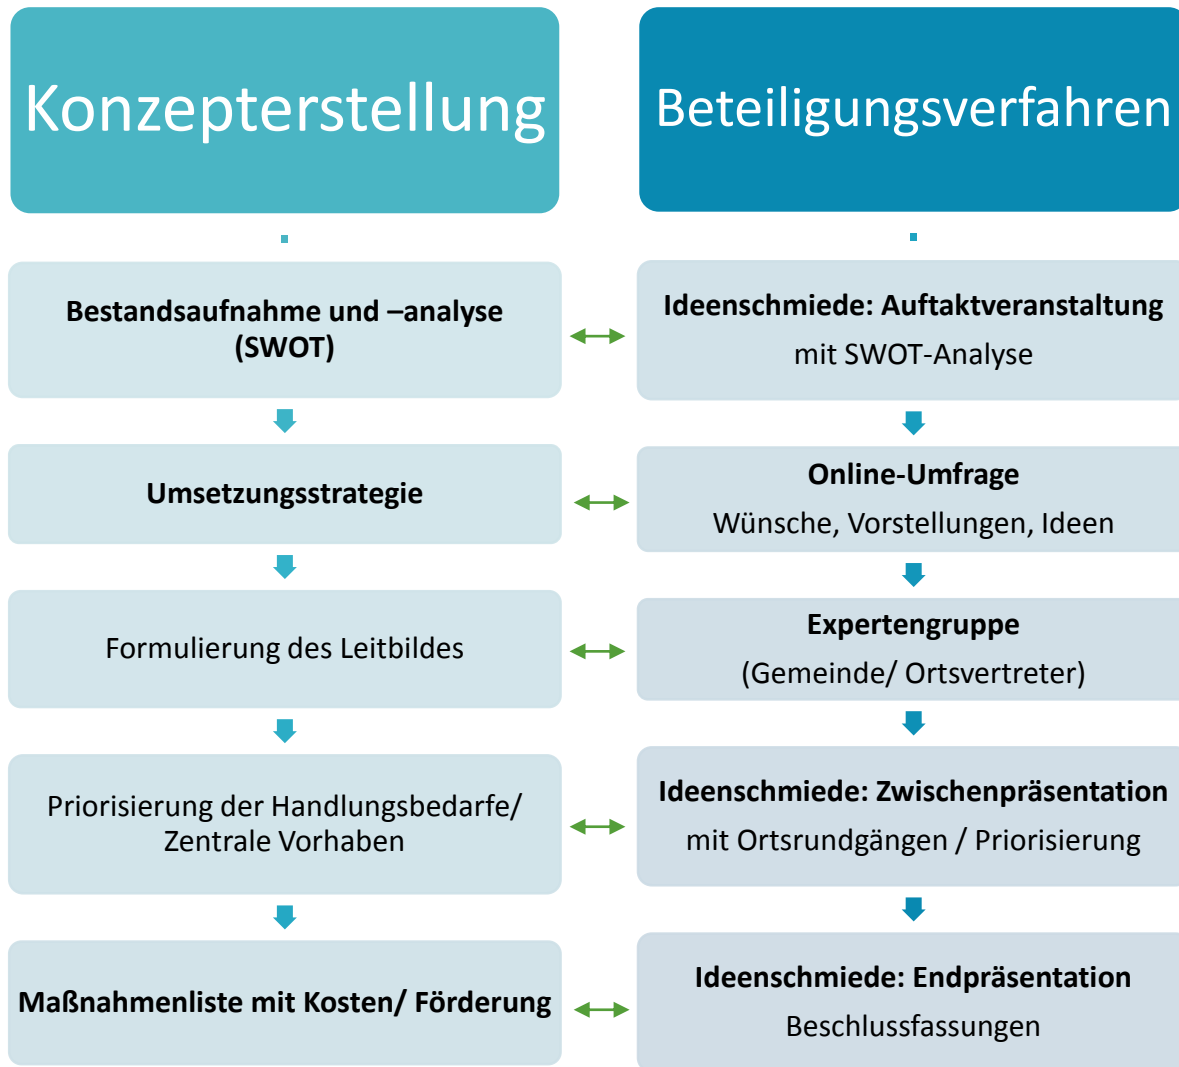 Konzepterstellung
Beteiligungsverfahren
Bestandsaufnahme und –analyse
(SWOT)
Ideenschmiede: Auftaktveranstaltung
mit SWOT-Analyse
Umsetzungsstrategie
Online-Umfrage
Wünsche, Vorstellungen, Ideen
Formulierung des Leitbildes
Expertengruppe
(Gemeinde/ Ortsvertreter)
Priorisierung der Handlungsbedarfe/
Zentrale Vorhaben
Ideenschmiede: Zwischenpräsentation
mit Ortsrundgängen / Priorisierung
Maßnahmenliste mit Kosten/ Förderung
Ideenschmiede: Endpräsentation
Beschlussfassungen